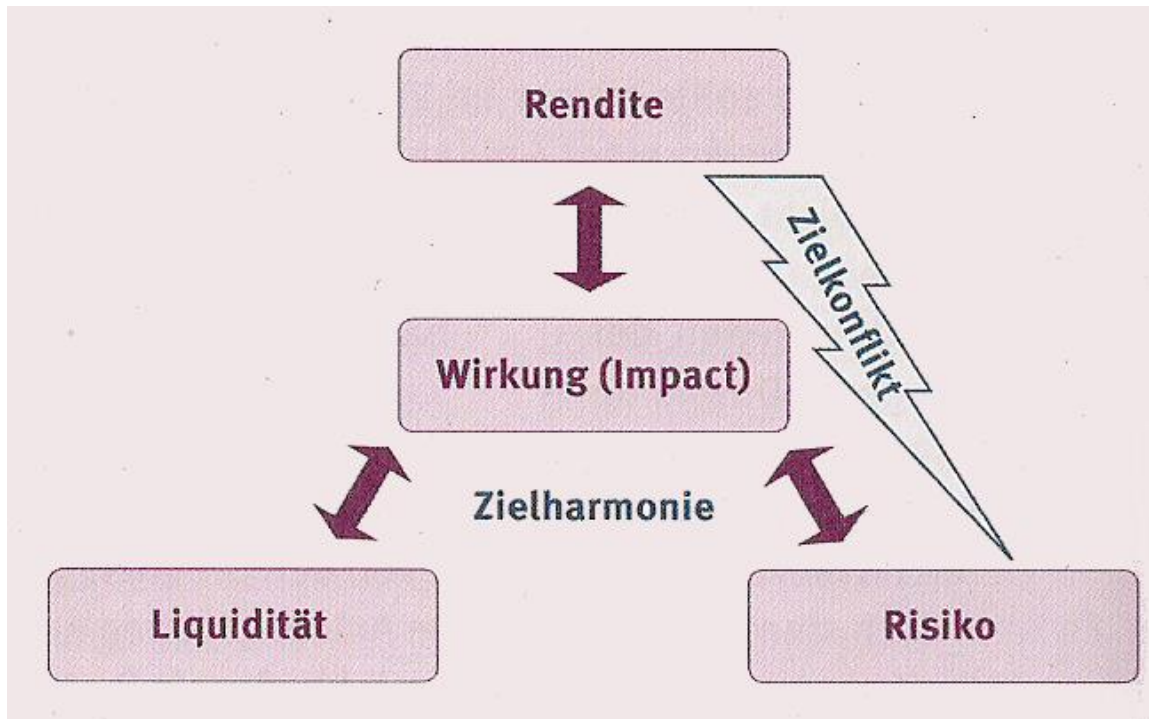 Rendite
Zielkonflikt
Wirkung (Impact)
Zielharmonie
Liquidität
Risiko